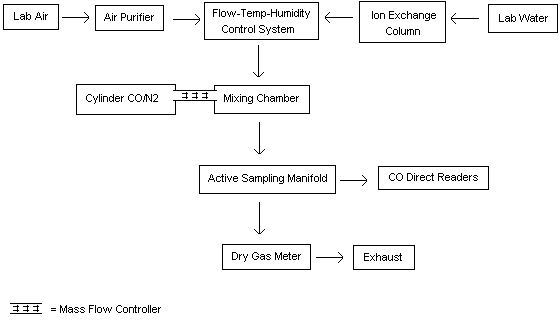 Lab Air
Air Purifier
Flow-Temp-Humidity
Control System
Ion Exchange
Column
Lab Water
Cylinder CO/N2
Mixing Chamber
Active Sampling Manifold
CO Direct Readers
Dry Gas Meter
Exhaust
= Mass Flow Controller